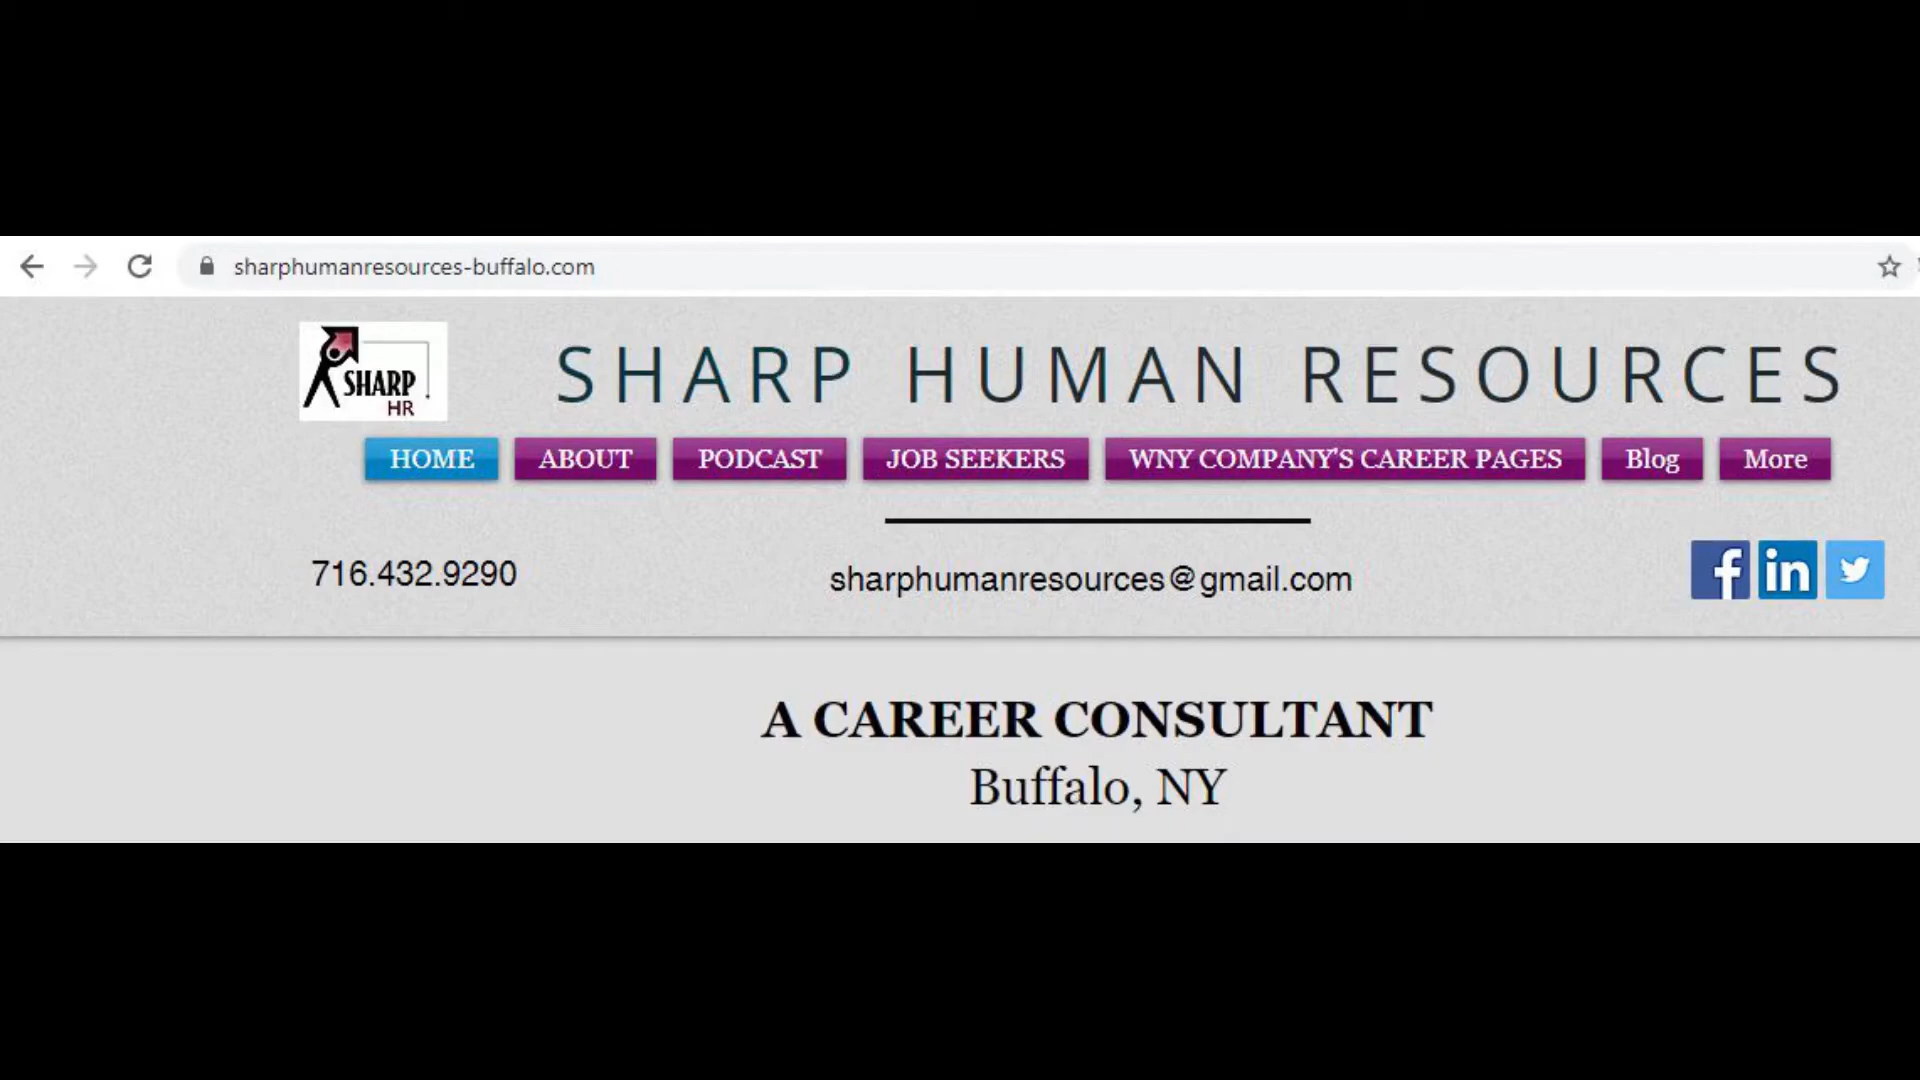 sharphumanresources-buffalo.com
SHARP HR
SHARP HUMAN RESOURCES
HOME ABOUT PODCAST JOB SEEKERS WNY COMPANY'S CAREER PAGES Blog More
716.432.9290 sharphumanresources@gmail.com
A CAREER CONSULTANT
Buffalo, NY